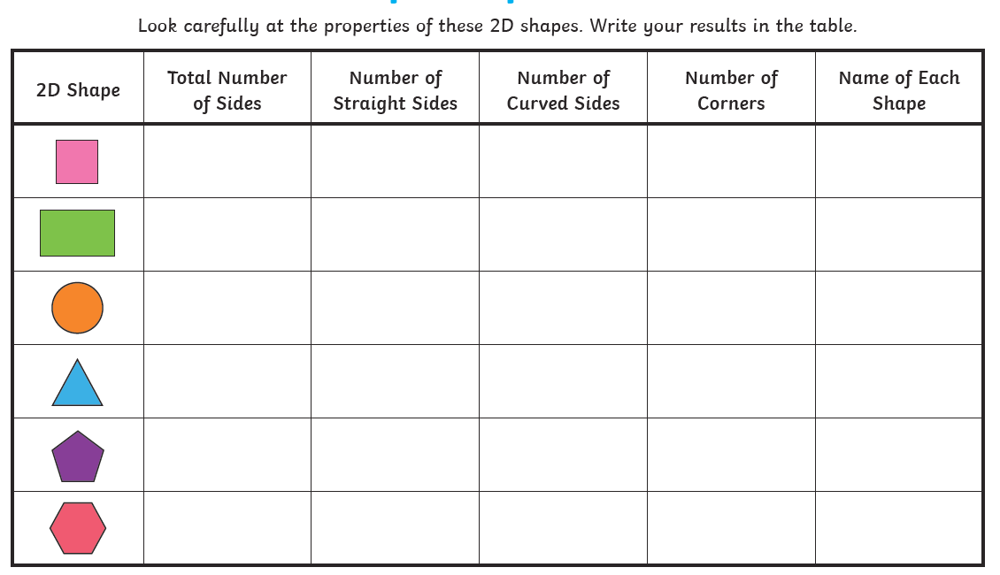 Look carefully at the properties of these 2D shapes. Write your results in the table.
2D Shape
Total Number
of Sides
Number of
Straight Sides
Number of
Curved Sides
Number of
Corners
Name of Each
Shape